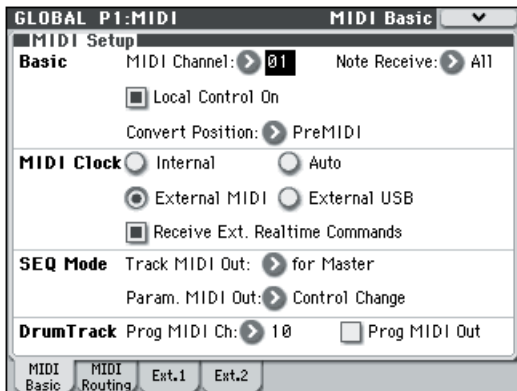 GLOBAL P1:MIDI MIDI Basic
MIDI Setup
Basic MIDI Channel: 01 Note Receive: All
Local Control On
Convert Position: PreMIDI
MIDI Clock Internal Auto
External MIDI External USB
Receive Ext. Realtime Commands
SEQ Mode Track MIDI Out: for Master
Param. MIDI Out: Control Change
DrumTrack Prog MIDI Ch: 10 Prog MIDI Out
MIDI Basic MIDI Routing Ext.1 Ext.2